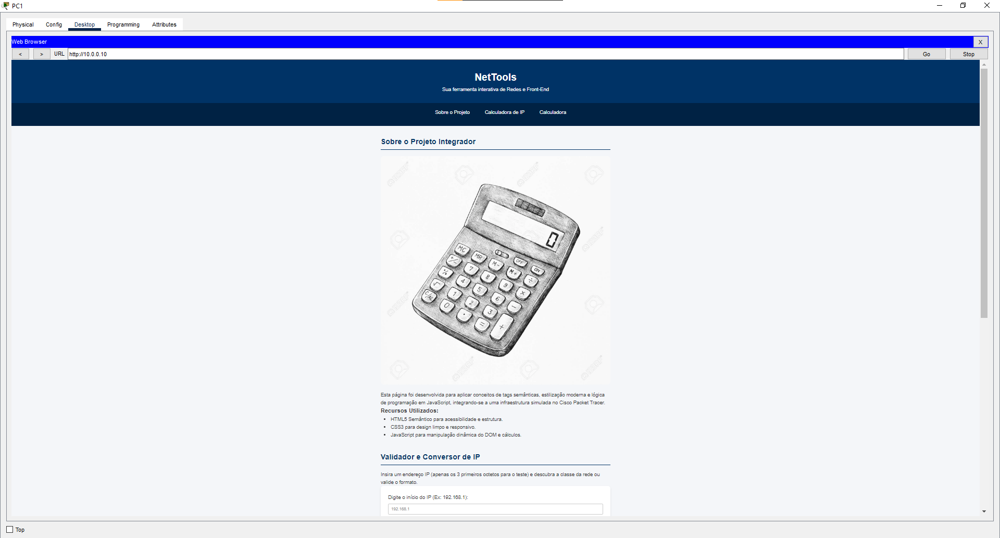 PC1
Physical Config Desktop Programming Attributes
Web Browser X
< > URL http://10.0.0.10 Go Stop
NetTools
Sua ferramenta interativa de Redes e Front-End
Sobre o Projeto Calculadora de IP Calculadora
Sobre o Projeto Integrador
0
MC MR M- OFF ON
+/- 7 8 M+ ÷
% 4 5 9 ×
√ 1 2 6 −
C/AC 0 . 3 +
=
Esta página foi desenvolvida para aplicar conceitos de tags semânticas, estilização moderna e lógica
de programação em JavaScript, integrando-se a uma infraestrutura simulada no Cisco Packet Tracer.
Recursos Utilizados:
• HTML5 Semântico para acessibilidade e estrutura.
• CSS3 para design limpo e responsivo.
• JavaScript para manipulação dinâmica do DOM e cálculos.
Validador e Conversor de IP
Insira um endereço IP (apenas os 3 primeiros octetos para o teste) e descubra a classe da rede ou
valide o formato.
Digite o início do IP (Ex: 192.168.1):
192.168.1
Top